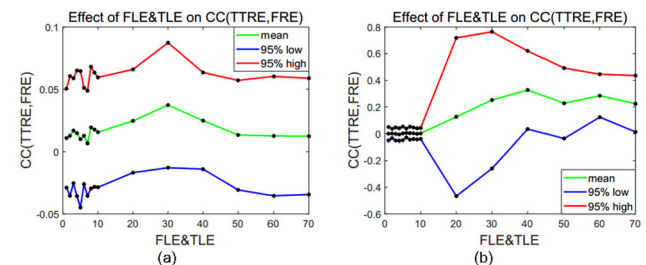 Effect of FLE&TLE on CC(TTRE,FRE)
CC(TTRE,FRE)
0.1
0.05
0
-0.05
mean
95% low
95% high
0 10 20 30 40 50 60 70
FLE&TLE
(a)
Effect of FLE&TLE on CC(TTRE,FRE)
CC(TTRE,FRE)
0.8
0.6
0.4
0.2
0
-0.2
-0.4
-0.6
mean
95% low
95% high
0 10 20 30 40 50 60 70
FLE&TLE
(b)